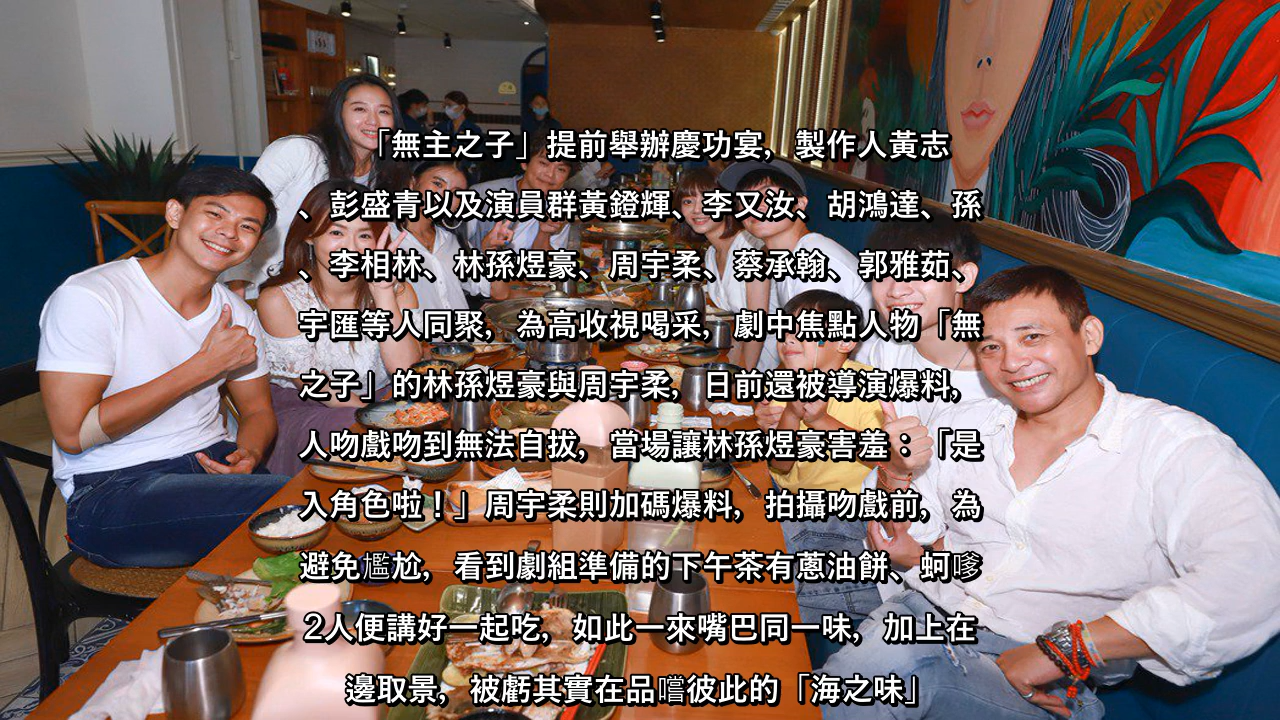 「無主之子」提前舉辦慶功宴，製作人黃志
、彭盛青以及演員群黃鐙輝、李又汝、胡鴻達、孫
、李相林、林孫煜豪、周宇柔、蔡承翰、郭雅茹、
宇匯等人同聚，為高收視喝采，劇中焦點人物「無
之子」的林孫煜豪與周宇柔，日前還被導演爆料，
人吻戲吻到無法自拔，當場讓林孫煜豪害羞：「是
入角色啦！」周宇柔則加碼爆料，拍攝吻戲前，為
避免尷尬，看到劇組準備的下午茶有蔥油餅、蚵嗲
2人便講好一起吃，如此一來嘴巴同一味，加上在
邊取景，被虧其實在品嚐彼此的「海之味」